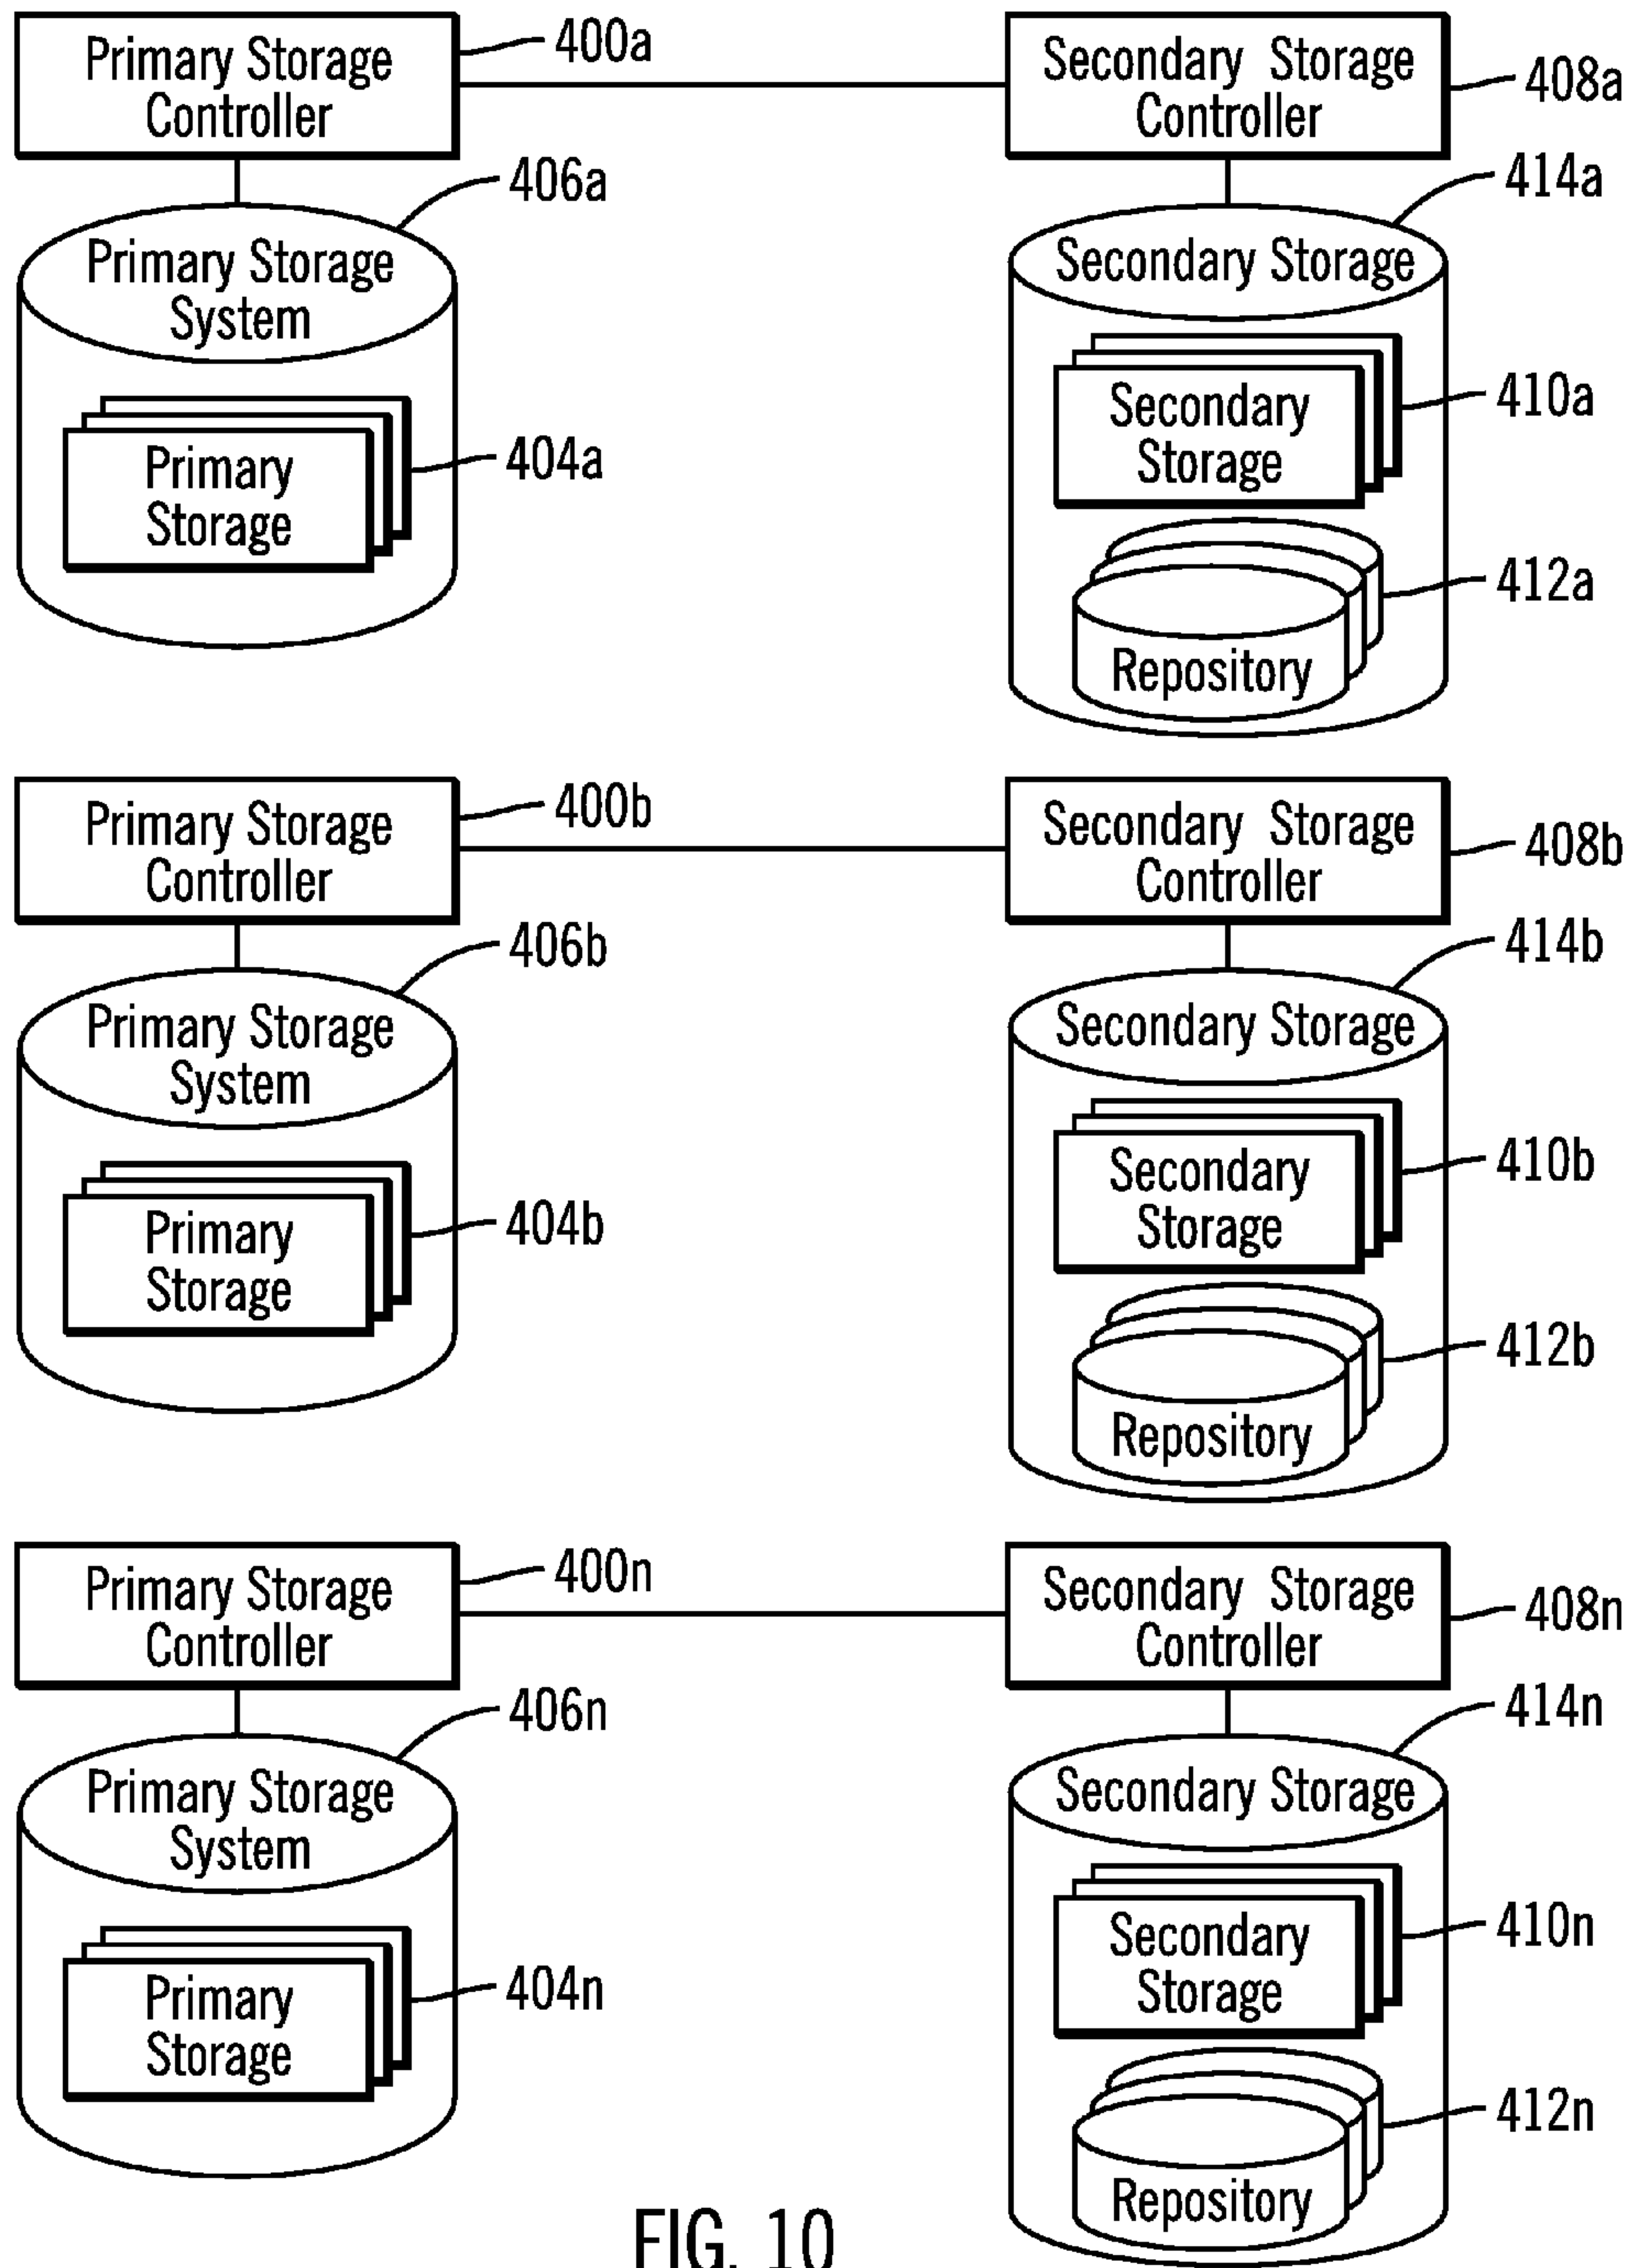 Primary Storage
Controller
400a
Secondary Storage
Controller
408a
406a
414a
Primary Storage
System
Secondary Storage
Primary
Storage
404a
Secondary
Storage
410a
412a
Repository
Primary Storage
Controller
400b
Secondary Storage
Controller
408b
406b
414b
Primary Storage
System
Secondary Storage
Primary
Storage
404b
Secondary
Storage
410b
412b
Repository
Primary Storage
Controller
400n
Secondary Storage
Controller
408n
406n
414n
Primary Storage
System
Secondary Storage
Primary
Storage
404n
Secondary
Storage
410n
412n
Repository
FIG. 10